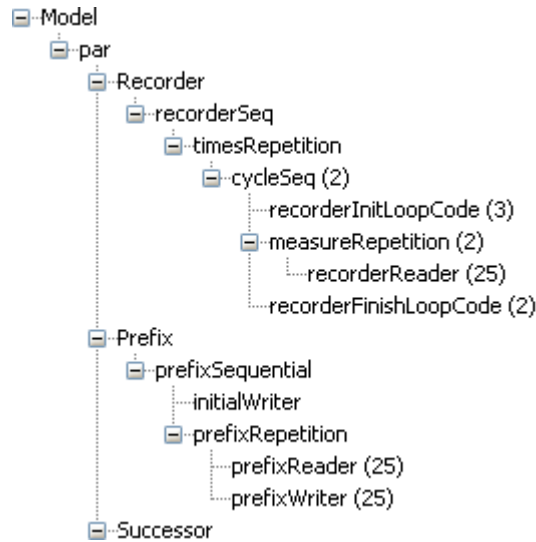 Model
par
Recorder
recorderSeq
timesRepetition
cycleSeq (2)
recorderInitLoopCode (3)
measureRepetition (2)
recorderReader (25)
recorderFinishLoopCode (2)
Prefix
prefixSequential
initialWriter
prefixRepetition
prefixReader (25)
prefixWriter (25)
Successor